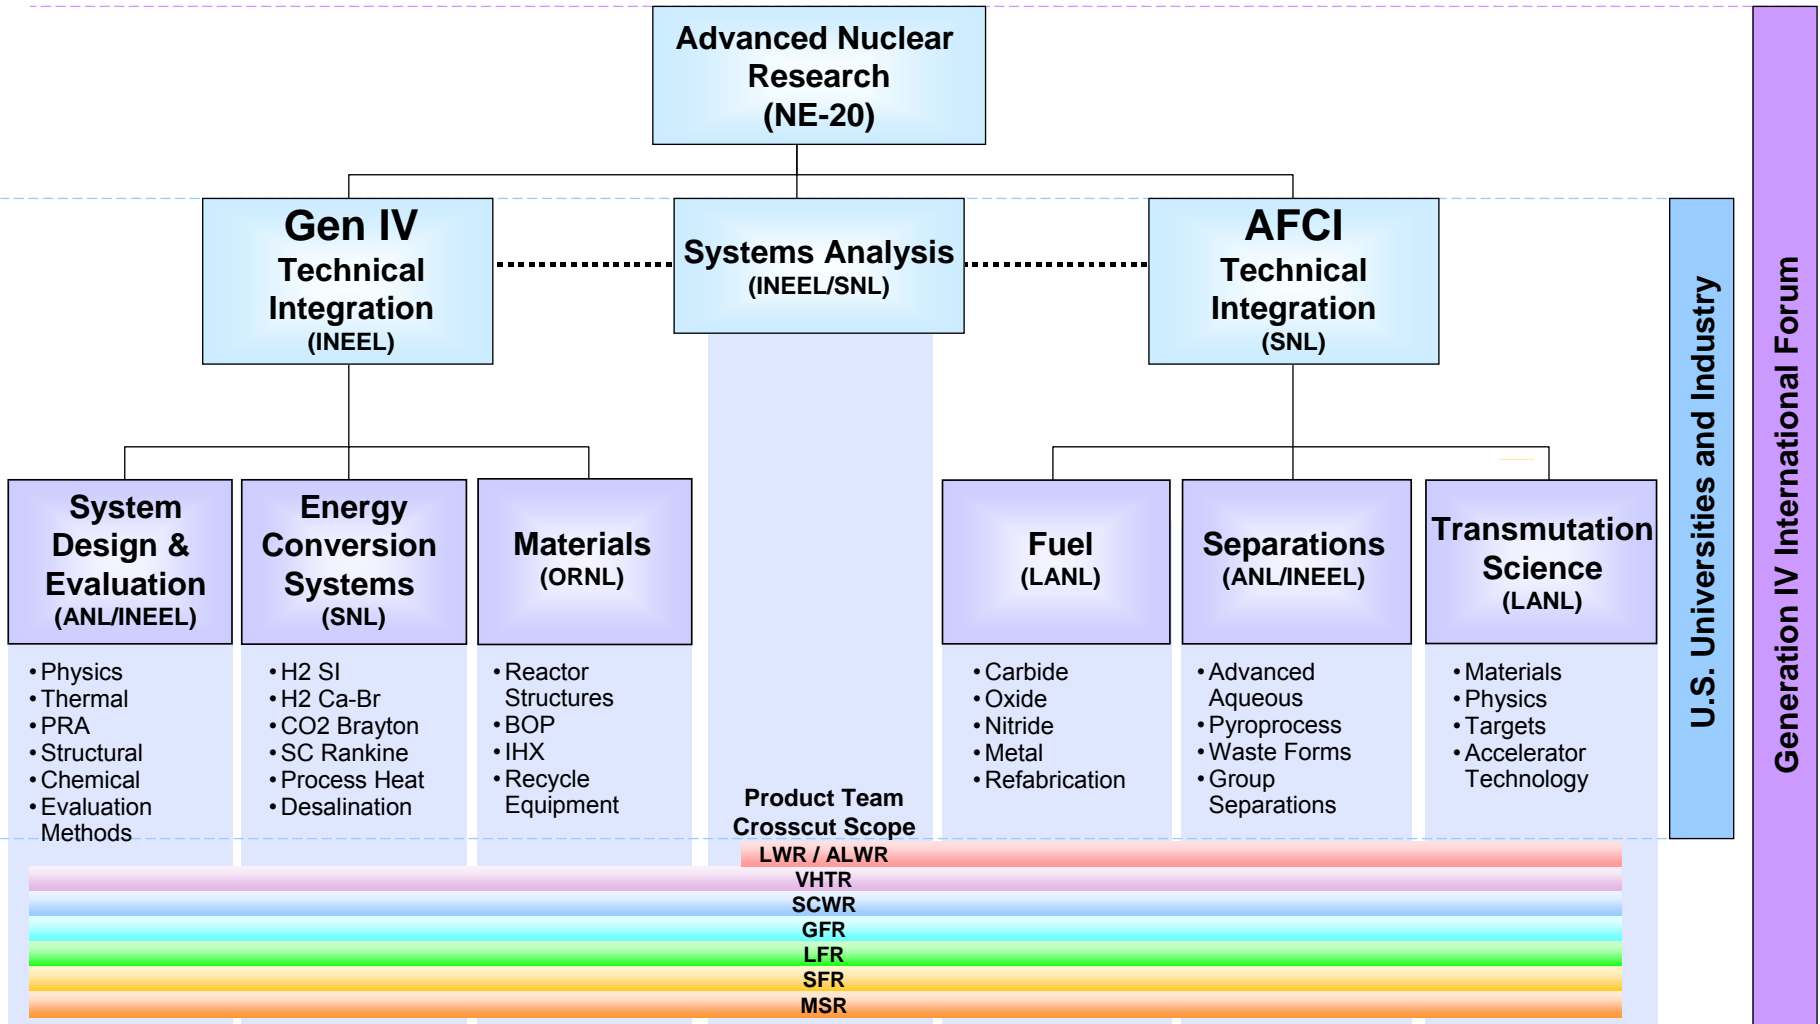 Advanced Nuclear
Research
(NE-20)
Gen IV
Technical
Integration
(INEEL)
Systems Analysis
(INEEL/SNL)
AFCI
Technical
Integration
(SNL)
System
Design &
Evaluation
(ANL/INEEL)
Energy
Conversion
Systems
(SNL)
Materials
(ORNL)
Fuel
(LANL)
Separations
(ANL/INEEL)
Transmutation
Science
(LANL)
• Physics
• Thermal
• PRA
• Structural
• Chemical
• Evaluation
Methods
• H2 SI
• H2 Ca-Br
• CO2 Brayton
• SC Rankine
• Process Heat
• Desalination
• Reactor
Structures
• BOP
• IHX
• Recycle
Equipment
• Carbide
• Oxide
• Nitride
• Metal
• Refabrication
• Advanced
Aqueous
• Pyroprocess
• Waste Forms
• Group
Separations
• Materials
• Physics
• Targets
• Accelerator
Technology
Product Team
Crosscut Scope
LWR / ALWR
VHTR
SCWR
GFR
LFR
SFR
MSR
U.S. Universities and Industry
Generation IV International Forum